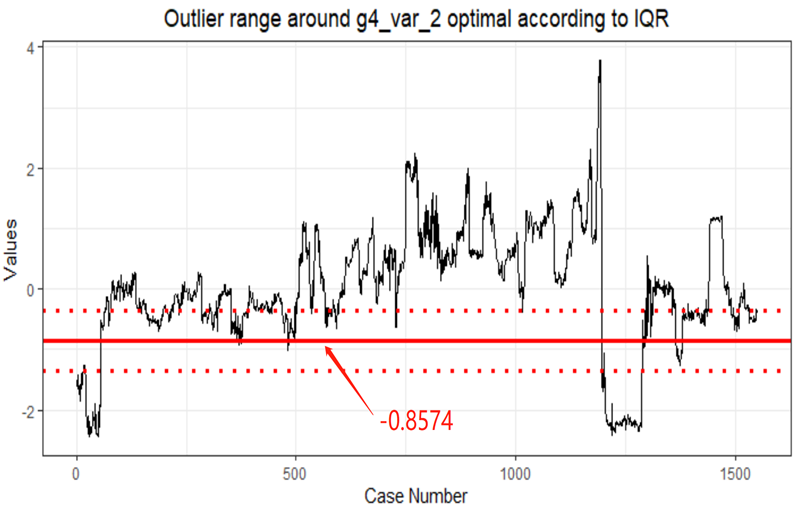 Outlier range around g4_var_2 optimal according to IQR
4
2
0
-2
Values
-0.8574
0 500 1000 1500
Case Number